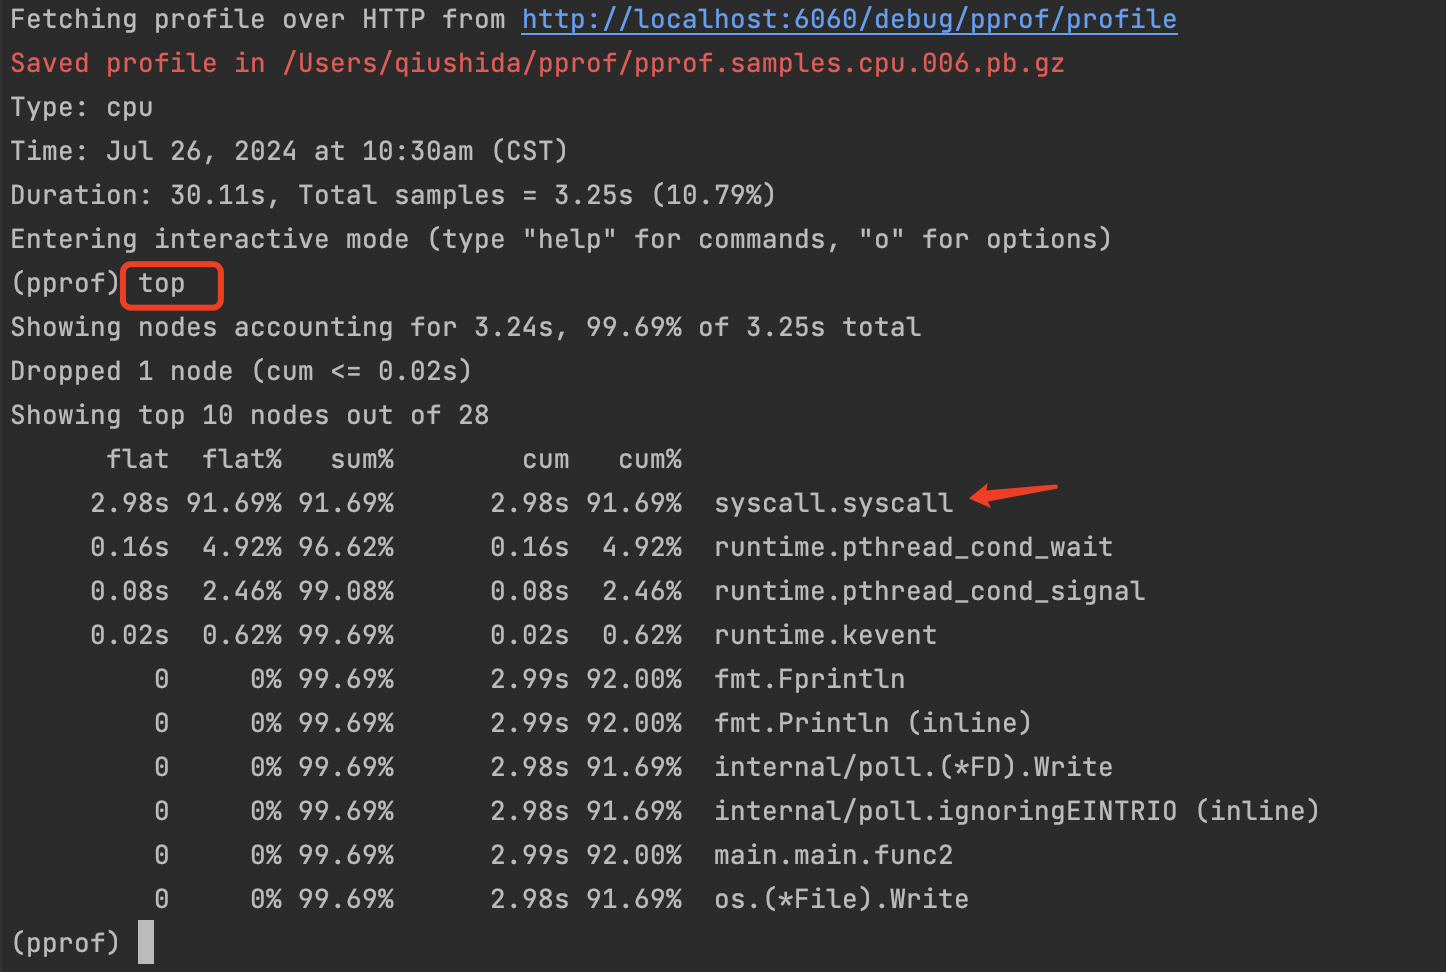 Fetching profile over HTTP from http://localhost:6060/debug/pprof/profile
Saved profile in /Users/qiushida/pprof/pprof.samples.cpu.006.pb.gz
Type: cpu
Time: Jul 26, 2024 at 10:30am (CST)
Duration: 30.11s, Total samples = 3.25s (10.79%)
Entering interactive mode (type "help" for commands, "o" for options)
(pprof) top
Showing nodes accounting for 3.24s, 99.69% of 3.25s total
Dropped 1 node (cum <= 0.02s)
Showing top 10 nodes out of 28
      flat  flat%   sum%        cum   cum%
     2.98s 91.69% 91.69%      2.98s 91.69%  syscall.syscall
     0.16s  4.92% 96.62%      0.16s  4.92%  runtime.pthread_cond_wait
     0.08s  2.46% 99.08%      0.08s  2.46%  runtime.pthread_cond_signal
     0.02s  0.62% 99.69%      0.02s  0.62%  runtime.kevent
         0     0% 99.69%      2.99s 92.00%  fmt.Fprintln
         0     0% 99.69%      2.99s 92.00%  fmt.Println (inline)
         0     0% 99.69%      2.98s 91.69%  internal/poll.(*FD).Write
         0     0% 99.69%      2.98s 91.69%  internal/poll.ignoringEINTRIO (inline)
         0     0% 99.69%      2.99s 92.00%  main.main.func2
         0     0% 99.69%      2.98s 91.69%  os.(*File).Write
(pprof)